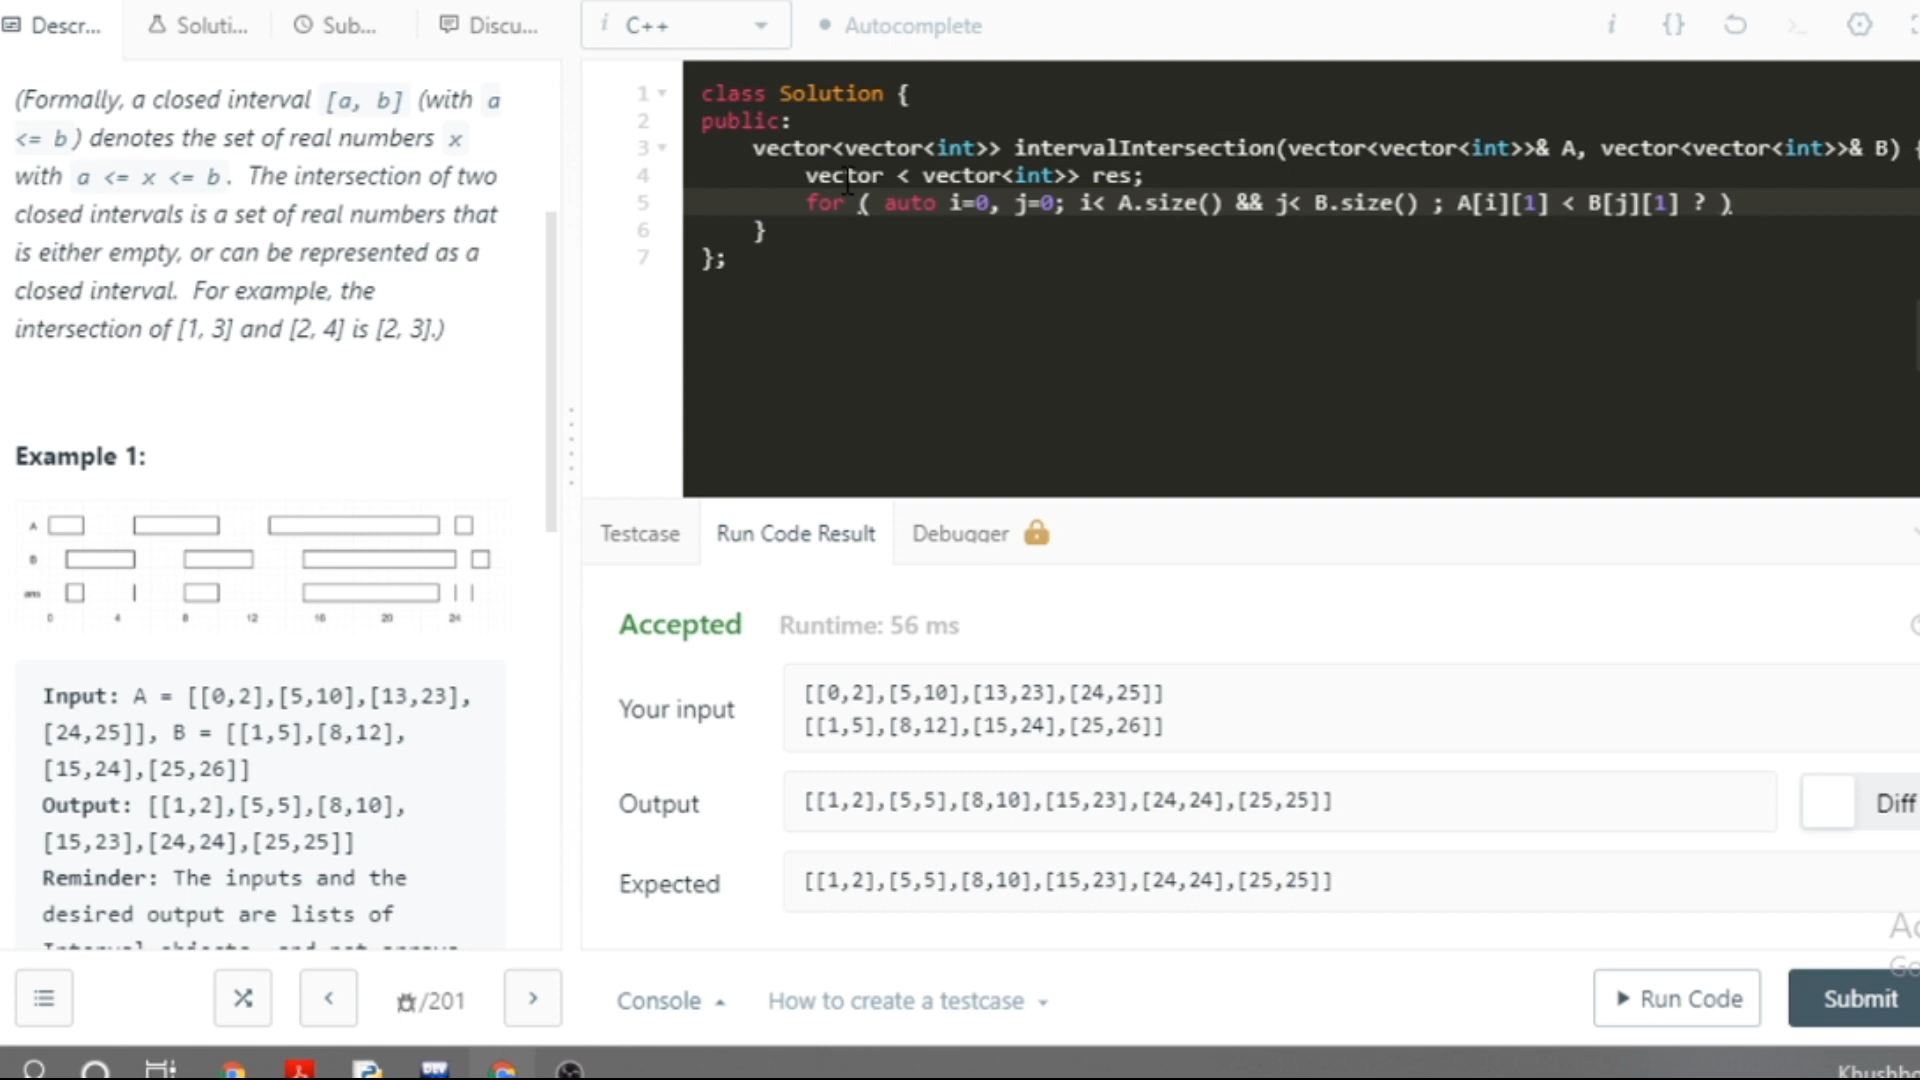 Descr...
Soluti...
Sub...
Discu...
i C++
Autocomplete
i {}
(Formally, a closed interval [a, b] (with a
<= b) denotes the set of real numbers x
with a <= x <= b. The intersection of two
closed intervals is a set of real numbers that
is either empty, or can be represented as a
closed interval. For example, the
intersection of [1, 3] and [2, 4] is [2, 3].)
Example 1:
A
B
ans
0 4 8 12 16 20 24
Input: A = [[0,2],[5,10],[13,23],
[24,25]], B = [[1,5],[8,12],
[15,24],[25,26]]
Output: [[1,2],[5,5],[8,10],
[15,23],[24,24],[25,25]]
Reminder: The inputs and the
desired output are lists of
1 class Solution {
2 public:
3 vector<vector<int>> intervalIntersection(vector<vector<int>>& A, vector<vector<int>>& B) {
4 vector < vector<int>> res;
5 for ( auto i=0, j=0; i< A.size() && j< B.size() ; A[i][1] < B[j][1] ? )
6 }
7 };
Testcase
Run Code Result
Debugger
Accepted
Runtime: 56 ms
Your input
[[0,2],[5,10],[13,23],[24,25]]
[[1,5],[8,12],[15,24],[25,26]]
Output
[[1,2],[5,5],[8,10],[15,23],[24,24],[25,25]]
Diff
Expected
[[1,2],[5,5],[8,10],[15,23],[24,24],[25,25]]
/201
Console
How to create a testcase
Run Code
Submit
DEV